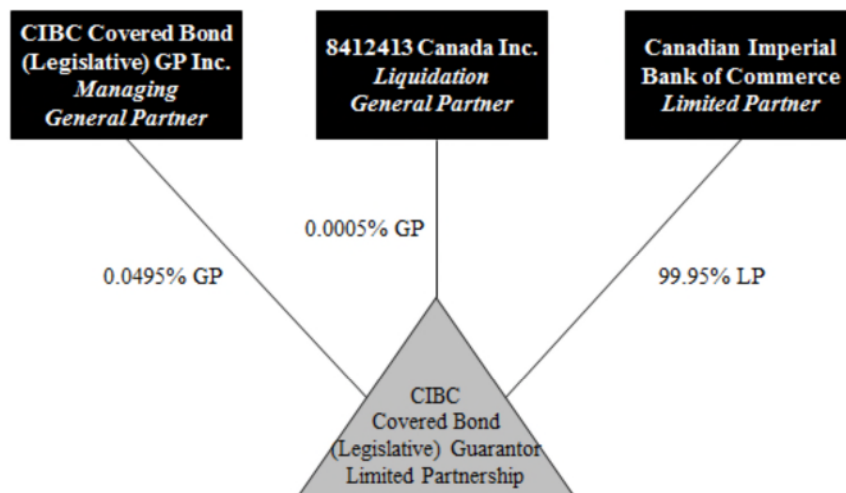 CIBC Covered Bond
(Legislative) GP Inc.
Managing
General Partner
8412413 Canada Inc.
Liquidation
General Partner
Canadian Imperial
Bank of Commerce
Limited Partner
0.0495% GP
0.0005% GP
99.95% LP
CIBC
Covered Bond
(Legislative) Guarantor
Limited Partnership